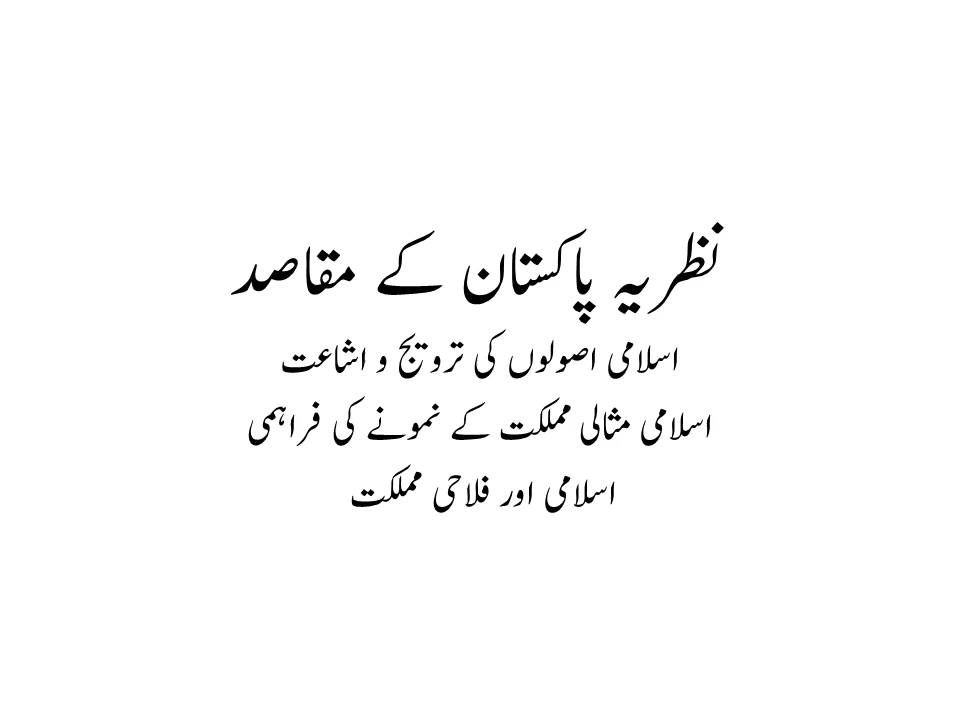 نظریہ پاکستان کے مقاصد
اسلامی اصولوں کی ترویج و اشاعت
اسلامی مثالی مملکت کے نمونے کی فراہمی
اسلامی اور فلاحی مملکت